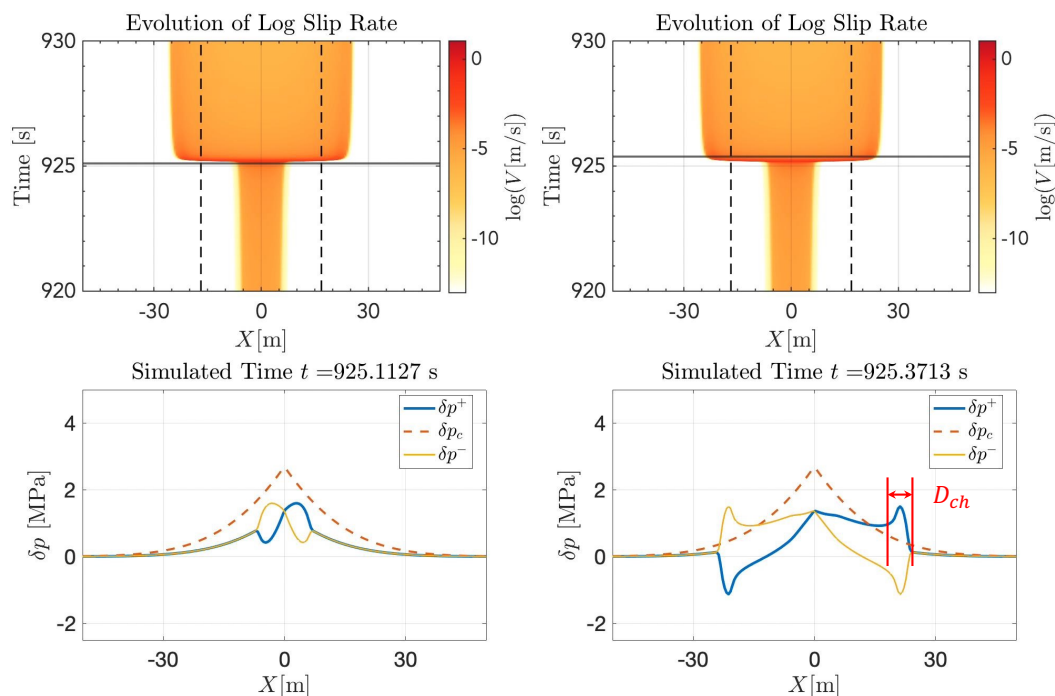 Evolution of Log Slip Rate
930
925
920
Time [s]
-30
0
30
X[m]
0
-5
-10
log(V[m/s])
Evolution of Log Slip Rate
930
925
920
Time [s]
-30
0
30
X[m]
0
-5
-10
log(V[m/s])
Simulated Time t =925.1127 s
4
2
0
-2
δp [MPa]
-30
0
30
X[m]
δp⁺
δp_c
δp⁻
Simulated Time t =925.3713 s
4
2
0
-2
δp [MPa]
-30
0
30
X[m]
δp⁺
δp_c
δp⁻
D_ch